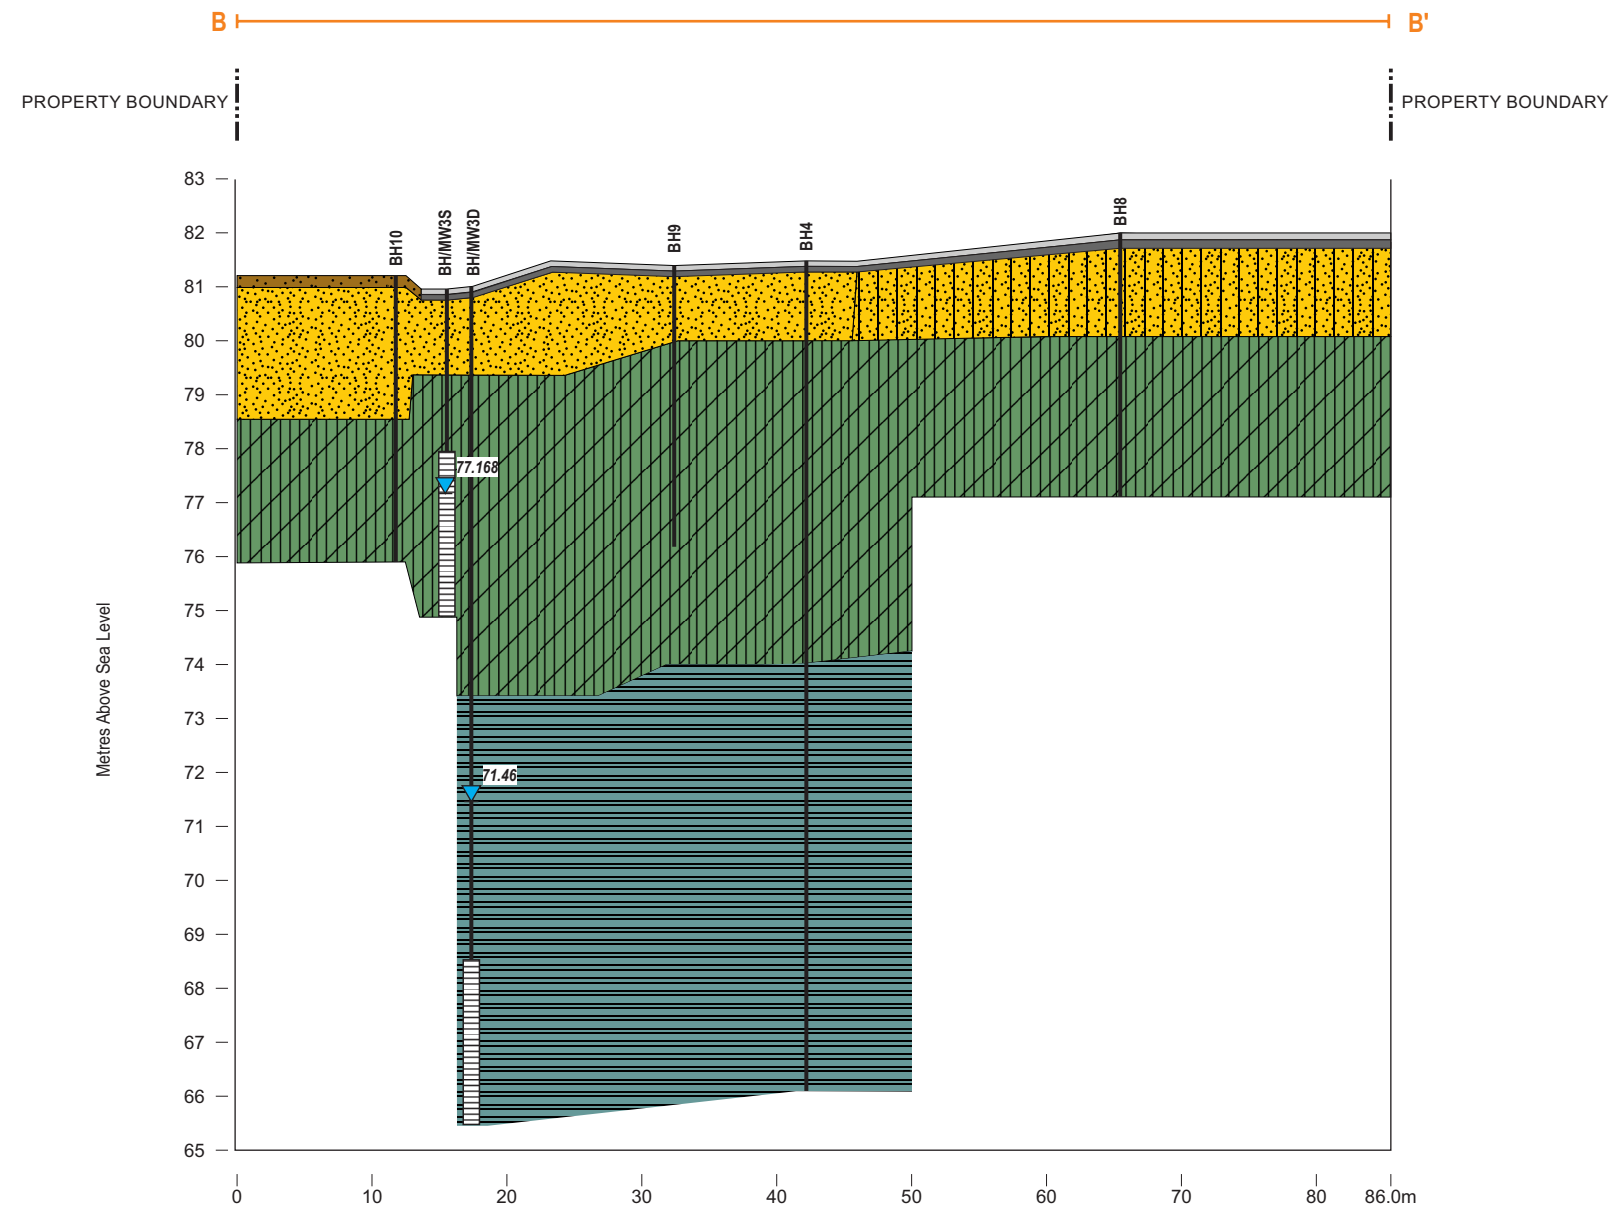 B B'
PROPERTY BOUNDARY PROPERTY BOUNDARY
BH10
BH/MW3S
BH/MW3D
BH9
BH4
BH8
83
82
81
80
79
78
77
76
75
74
73
72
71
70
69
68
67
66
65
Metres Above Sea Level
77.168
71.46
0 10 20 30 40 50 60 70 80 86.0m